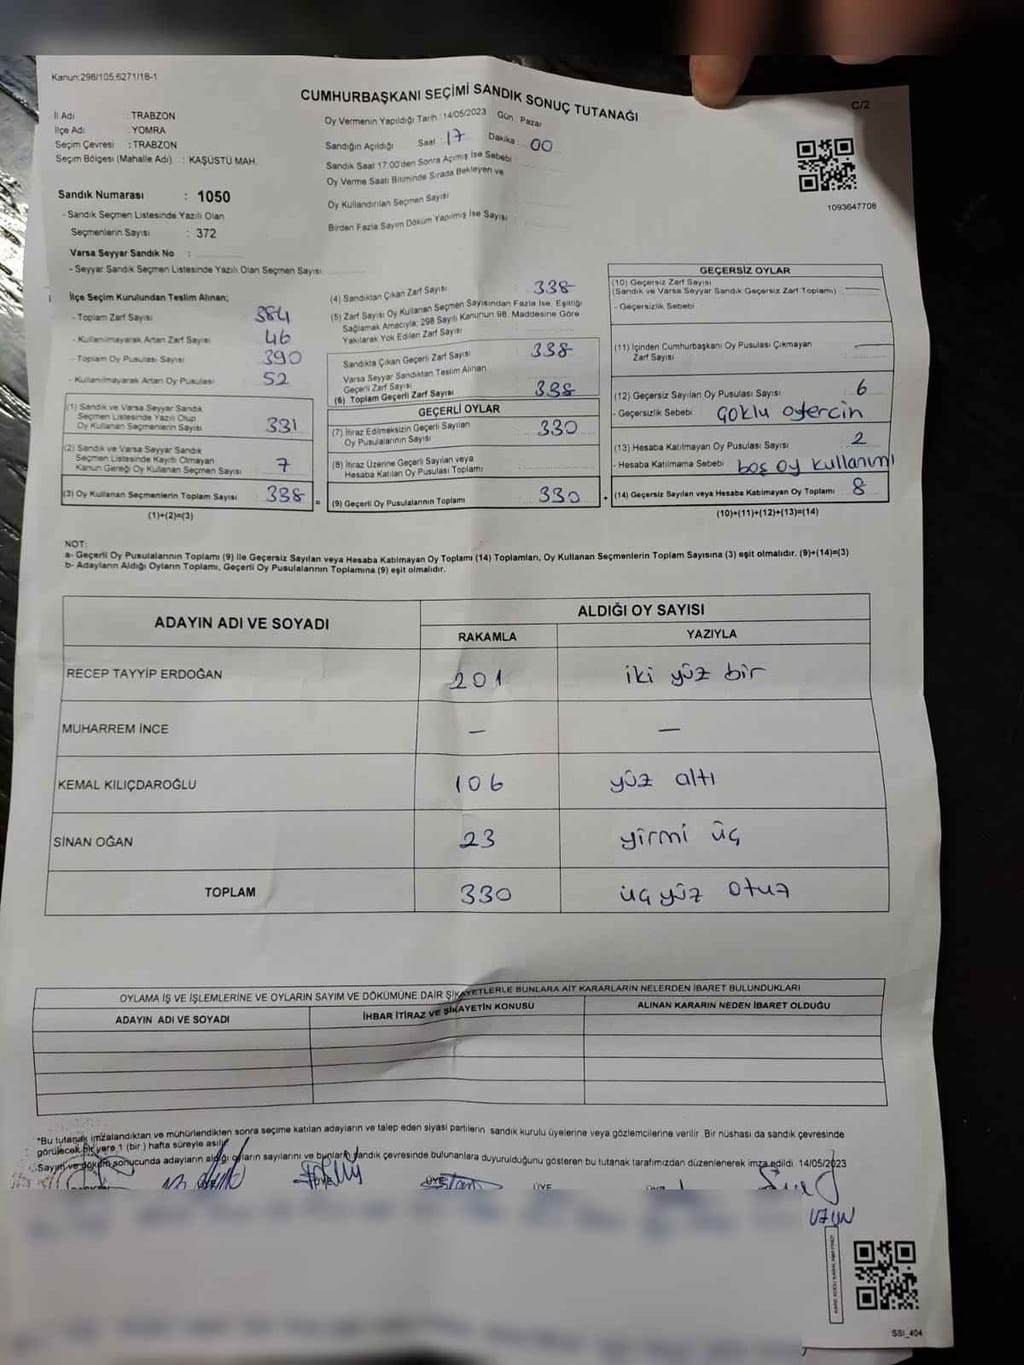 Kanun:298/105,6271/18-1
CUMHURBAŞKANI SEÇİMİ SANDIK SONUÇ TUTANAĞI
C/2
İl Adı : TRABZON
İlçe Adı : YOMRA
Seçim Çevresi : TRABZON
Seçim Bölgesi (Mahalle Adı) : KAŞÜSTÜ MAH.
Oy Vermenin Yapıldığı Tarih : 14/05/2023 Gün, Pazar
Sandığın Açıldığı Saat 17 Dakika 00
Sandık Saat 17:00'den Sonra Açılmış İse Sebebi
Oy Verme Saati Bitiminde Sırada Bekleyen ve
Oy Kullandırılan Seçmen Sayısı
Birden Fazla Sayım Döküm Yapılmış İse Sayısı
1093647708
Sandık Numarası : 1050
- Sandık Seçmen Listesinde Yazılı Olan
Seçmenlerin Sayısı : 372
Varsa Seyyar Sandık No :
- Seyyar Sandık Seçmen Listesinde Yazılı Olan Seçmen Sayısı:
İlçe Seçim Kurulundan Teslim Alınan;
- Toplam Zarf Sayısı 384
- Kullanılmayarak Artan Zarf Sayısı 46
- Toplam Oy Pusulası Sayısı 390
- Kullanılmayarak Artan Oy Pusulası 52
(1) Sandık ve Varsa Seyyar Sandık
Seçmen Listesinde Yazılı Olup
Oy Kullanan Seçmenlerin Sayısı 331
(2) Sandık ve Varsa Seyyar Sandık
Seçmen Listesinde Kayıtlı Olmayan
Kanun Gereği Oy Kullanan Seçmen Sayısı 7
(3) Oy Kullanan Seçmenlerin Toplam Sayısı 338 =
(1)+(2)=(3)
(4) Sandıktan Çıkan Zarf Sayısı 338
(5) Zarf Sayısı Oy Kullanan Seçmen Sayısından Fazla İse, Eşitliği
Sağlamak Amacıyla; 298 Sayılı Kanunun 98. Maddesine Göre
Yakılarak Yok Edilen Zarf Sayısı
Sandıkta Çıkan Geçerli Zarf Sayısı 338
Varsa Seyyar Sandıktan Teslim Alınan
Geçerli Zarf Sayısı
(6) Toplam Geçerli Zarf Sayısı 338
GEÇERLİ OYLAR
(7) İtiraz Edilmeksizin Geçerli Sayılan
Oy Pusulalarının Sayısı 330
(8) İtiraz Üzerine Geçerli Sayılan veya
Hesaba Katılan Oy Pusulası Toplamı
(9) Geçerli Oy Pusulalarının Toplamı 330 +
GEÇERSİZ OYLAR
(10) Geçersiz Zarf Sayısı
(Sandık ve Varsa Seyyar Sandık Geçersiz Zarf Toplamı) —
- Geçersizlik Sebebi
(11) İçinden Cumhurbaşkanı Oy Pusulası Çıkmayan
Zarf Sayısı —
(12) Geçersiz Sayılan Oy Pusulası Sayısı 6
- Geçersizlik Sebebi
(13) Hesaba Katılmayan Oy Pusulası Sayısı 2
- Hesaba Katılmama Sebebi boş oy kullanımı
(14) Geçersiz Sayılan veya Hesaba Katılmayan Oy Toplamı 8
(10)+(11)+(12)+(13)=(14)
NOT:
a- Geçerli Oy Pusulalarının Toplamı (9) ile Geçersiz Sayılan veya Hesaba Katılmayan Oy Toplamı (14) Toplamları, Oy Kullanan Seçmenlerin Toplam Sayısına (3) eşit olmalıdır. (9)+(14)=(3)
b- Adayların Aldığı Oyların Toplamı, Geçerli Oy Pusulalarının Toplamına (9) eşit olmalıdır.
ADAYIN ADI VE SOYADI ALDIĞI OY SAYISI
RAKAMLA YAZIYLA
RECEP TAYYİP ERDOĞAN 201 iki yüz bir
MUHARREM İNCE — —
KEMAL KILIÇDAROĞLU 106 yüz altı
SİNAN OĞAN 23 yirmi üç
TOPLAM 330 üç yüz otuz
OYLAMA İŞ VE İŞLEMLERİNE VE OYLARIN SAYIM VE DÖKÜMÜNE DAİR ŞİKAYETLERLE BUNLARA AİT KARARLARIN NELERDEN İBARET BULUNDUKLARI
ADAYIN ADI VE SOYADI İHBAR İTİRAZ VE ŞİKAYETİN KONUSU ALINAN KARARIN NEDEN İBARET OLDUĞU
*Bu tutanak imzalandıktan ve mühürlendikten sonra seçime katılan adayların ve talep eden siyasi partilerin sandık kurulu üyelerine veya gözlemcilerine verilir. Bir nüshası da sandık çevresinde
görülecek bir yere 1 (bir) hafta süreyle asılır.
Sayım ve döküm sonucunda adayların aldığı oyların sayılarını ve bunların sandık çevresinde bulunanlara duyurulduğunu gösteren bu tutanak tarafımızdan düzenlenerek imza edildi. 14/05/2023
ÜYE ÜYE ÜYE
UZUN
SSI_404